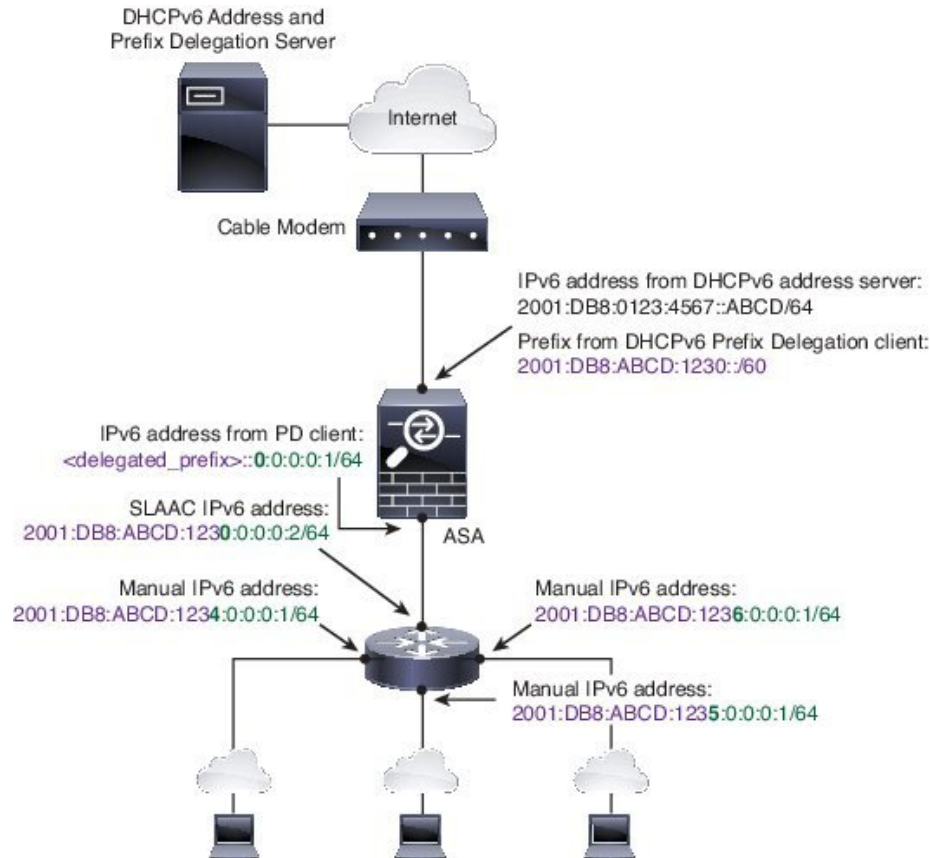 DHCPv6 Address and
Prefix Delegation Server
Internet
Cable Modem
IPv6 address from DHCPv6 address server:
2001:DB8:0123:4567::ABCD/64
Prefix from DHCPv6 Prefix Delegation client:
2001:DB8:ABCD:1230::/60
IPv6 address from PD client:
<delegated_prefix>::0:0:0:0:1/64
SLAAC IPv6 address:
2001:DB8:ABCD:1230:0:0:0:2/64
ASA
Manual IPv6 address:
2001:DB8:ABCD:1234:0:0:0:1/64
Manual IPv6 address:
2001:DB8:ABCD:1236:0:0:0:1/64
Manual IPv6 address:
2001:DB8:ABCD:1235:0:0:0:1/64